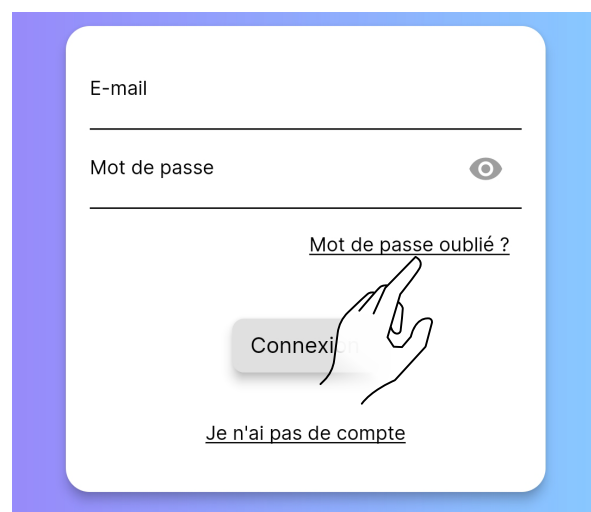 E-mail
Mot de passe
Mot de passe oublié ?
Connexion
Je n'ai pas de compte